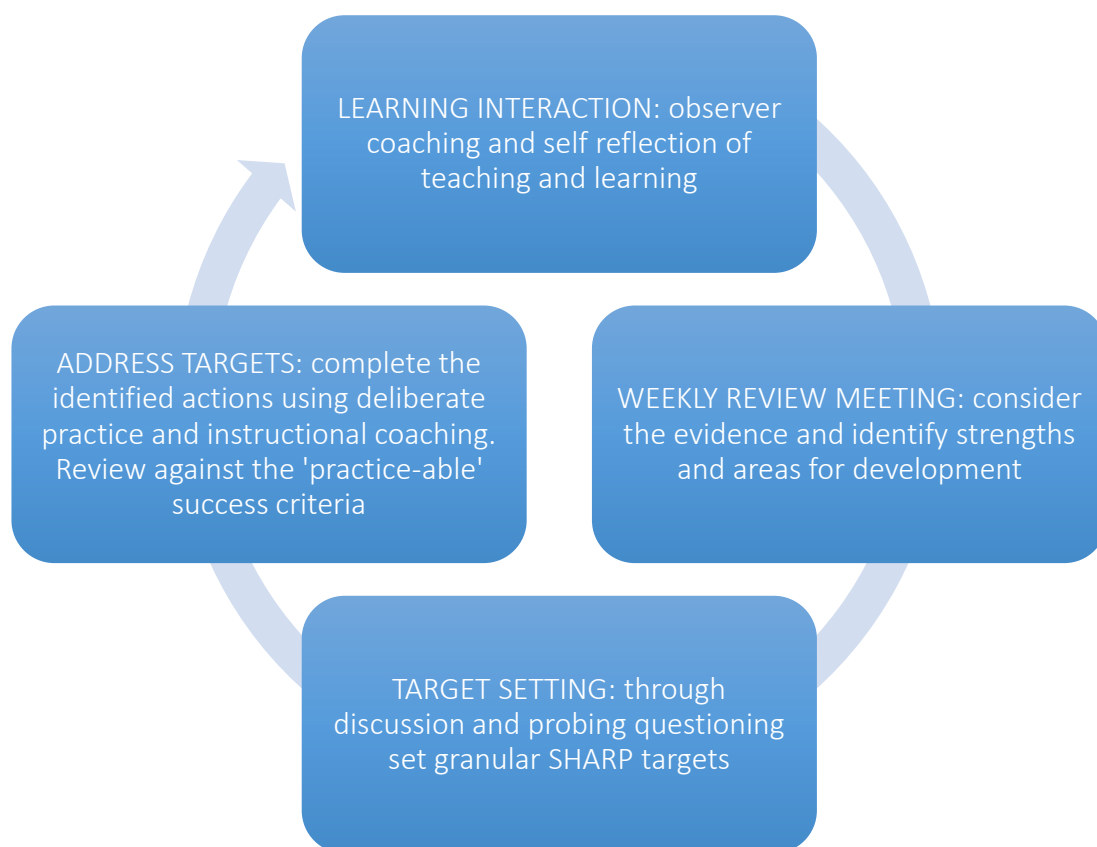 LEARNING INTERACTION: observer
coaching and self reflection of
teaching and learning
WEEKLY REVIEW MEETING: consider
the evidence and identify strengths
and areas for development
TARGET SETTING: through
discussion and probing questioning
set granular SHARP targets
ADDRESS TARGETS: complete the
identified actions using deliberate
practice and instructional coaching.
Review against the 'practice-able'
success criteria